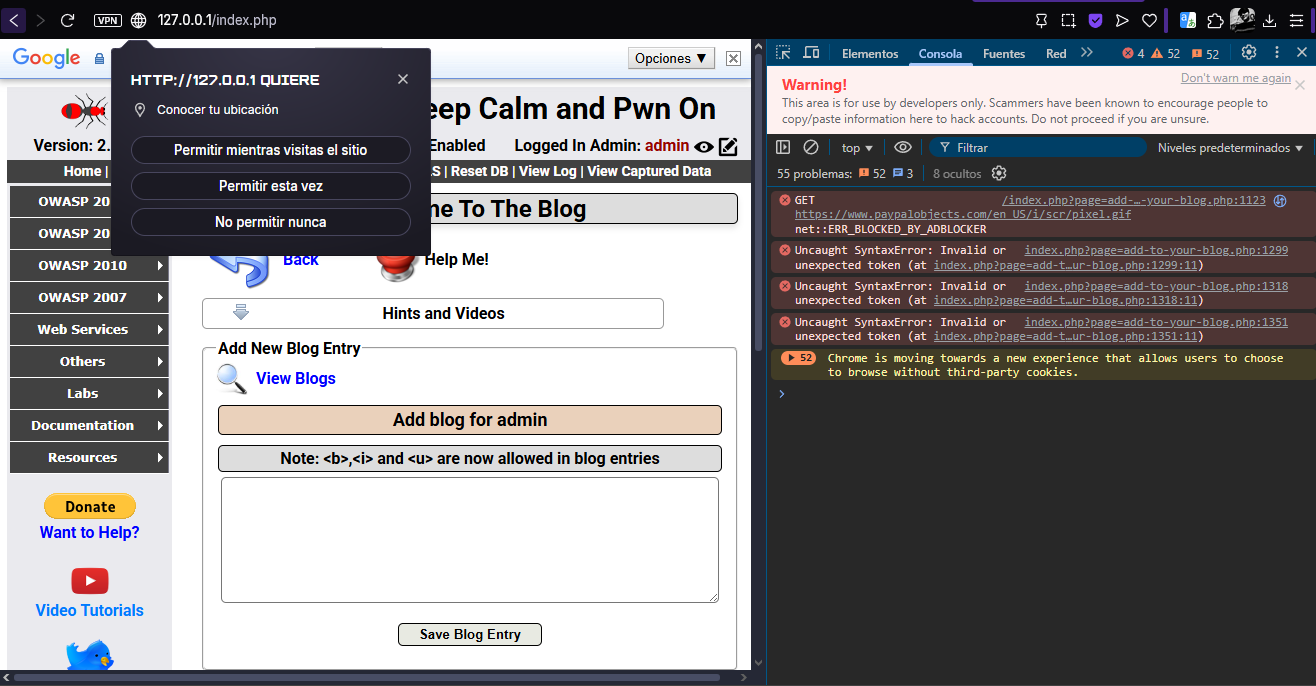 VPN 127.0.0.1/index.php
Google
Opciones ▼
HTTP://127.0.0.1 QUIERE
Conocer tu ubicación
Permitir mientras visitas el sitio
Permitir esta vez
No permitir nunca
eep Calm and Pwn On
Version: 2.
Enabled
Logged In Admin: admin
Home |
S | Reset DB | View Log | View Captured Data
OWASP 20
OWASP 20
OWASP 2010
OWASP 2007
Web Services
Others
Labs
Documentation
Resources
Donate
Want to Help?
Video Tutorials
me To The Blog
Back
Help Me!
Hints and Videos
Add New Blog Entry
View Blogs
Add blog for admin
Note: <b>,<i> and <u> are now allowed in blog entries
Save Blog Entry
Elementos Consola Fuentes Red 4 52 52
Warning!
Don't warn me again
This area is for use by developers only. Scammers have been known to encourage people to
copy/paste information here to hack accounts. Do not proceed if you are unsure.
top ▼ Filtrar Niveles predeterminados ▼
55 problemas: 52 3 8 ocultos
GET /index.php?page=add-…-your-blog.php:1123
https://www.paypalobjects.com/en_US/i/scr/pixel.gif
net::ERR_BLOCKED_BY_ADBLOCKER
Uncaught SyntaxError: Invalid or index.php?page=add-to-your-blog.php:1299
unexpected token (at index.php?page=add-t…ur-blog.php:1299:11)
Uncaught SyntaxError: Invalid or index.php?page=add-to-your-blog.php:1318
unexpected token (at index.php?page=add-t…ur-blog.php:1318:11)
Uncaught SyntaxError: Invalid or index.php?page=add-to-your-blog.php:1351
unexpected token (at index.php?page=add-t…ur-blog.php:1351:11)
52 Chrome is moving towards a new experience that allows users to choose
to browse without third-party cookies.